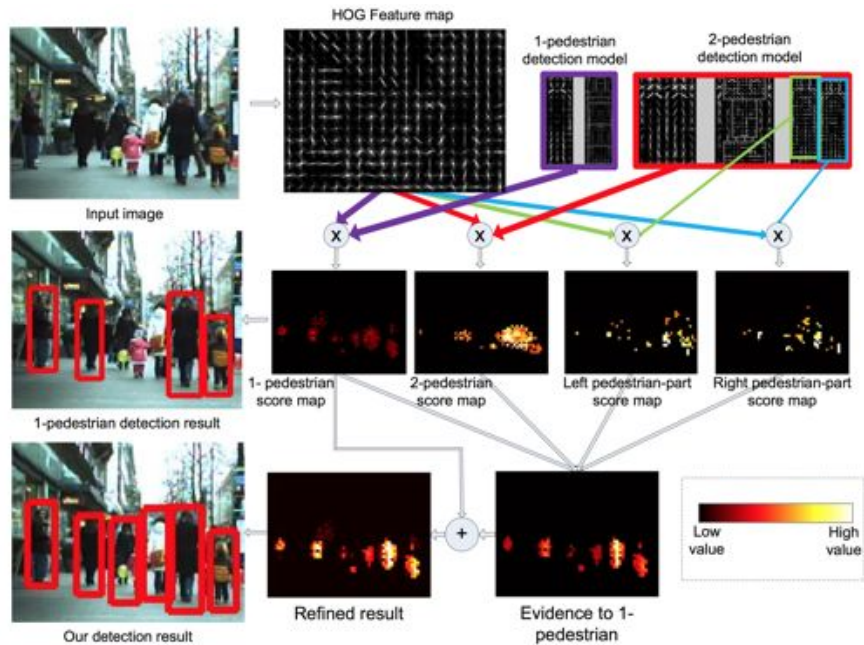 HOG Feature map
1-pedestrian
detection model
2-pedestrian
detection model
Input image
X
X
X
X
1- pedestrian
score map
2-pedestrian
score map
Left pedestrian-part
score map
Right pedestrian-part
score map
1-pedestrian detection result
+
Low
value
High
value
Refined result
Evidence to 1-
pedestrian
Our detection result